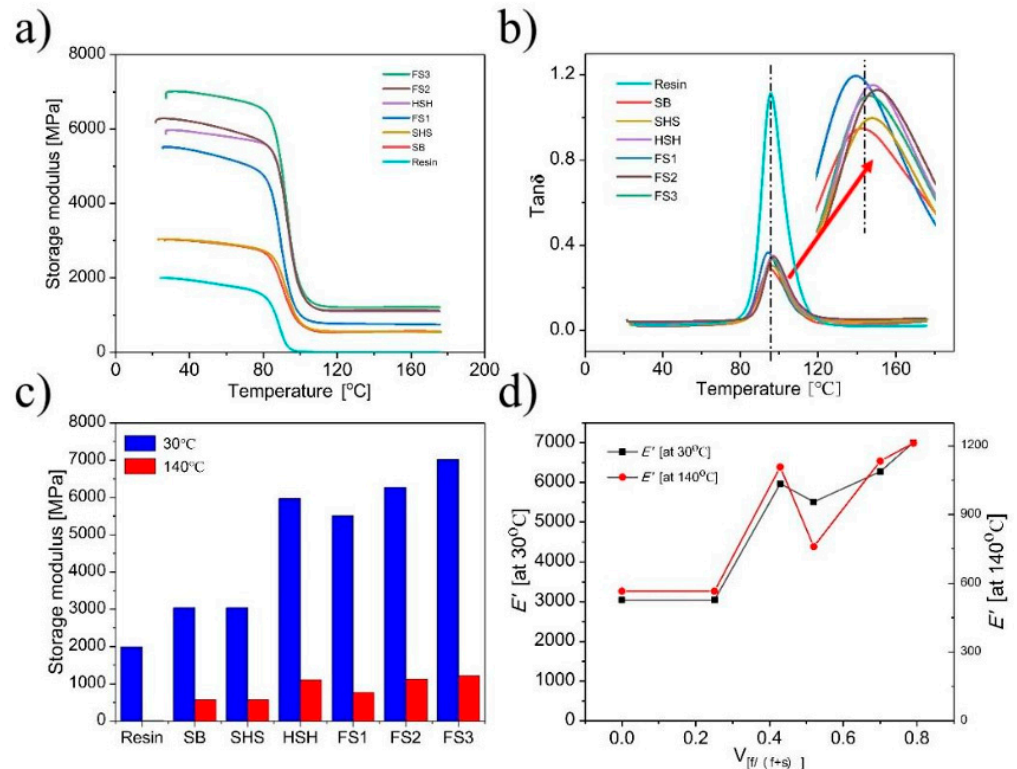 a)
8000
6000
4000
2000
0
0
40
80
120
160
200
Storage modulus [MPa]
Temperature [°C]
FS3
FS2
HSH
FS1
SHS
SB
Resin
b)
1.2
0.8
0.4
0.0
40
80
120
160
Tanδ
Temperature [℃]
Resin
SB
SHS
HSH
FS1
FS2
FS3
c)
8000
7000
6000
5000
4000
3000
2000
1000
0
Storage modulus [MPa]
30℃
140℃
Resin SB SHS HSH FS1 FS2 FS3
d)
7000
6000
5000
4000
3000
2000
1000
0
E' [at 30℃]
E' [at 30℃]
E' [at 140℃]
1200
900
600
300
0
E' [at 140℃]
0.0 0.2 0.4 0.6 0.8
V[f/ (f+s) ]